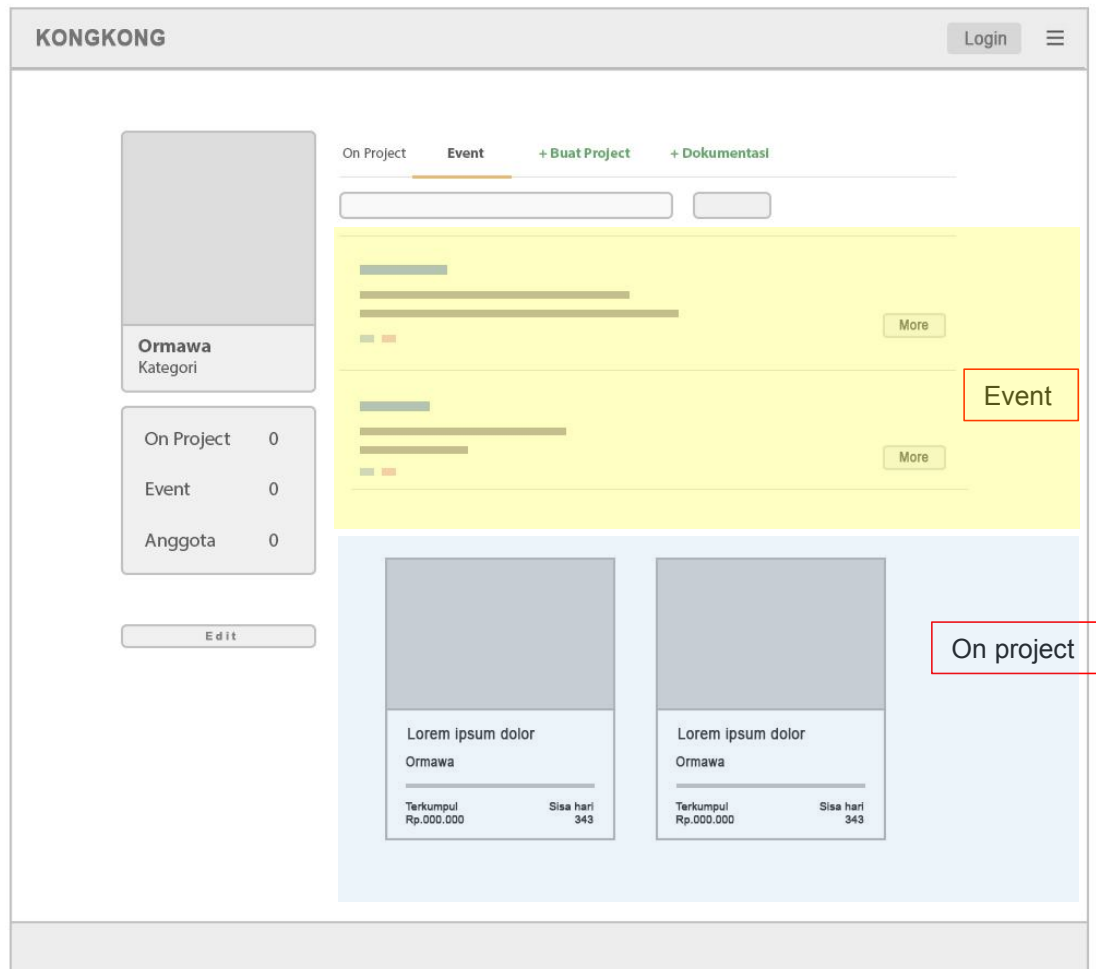 KONGKONG
Login
On Project Event + Buat Project + Dokumentasi
More
Ormawa
Kategori
Event
On Project 0
More
Event 0
Anggota 0
Edit
On project
Lorem ipsum dolor
Ormawa
Terkumpul Sisa hari
Rp.000.000 343
Lorem ipsum dolor
Ormawa
Terkumpul Sisa hari
Rp.000.000 343